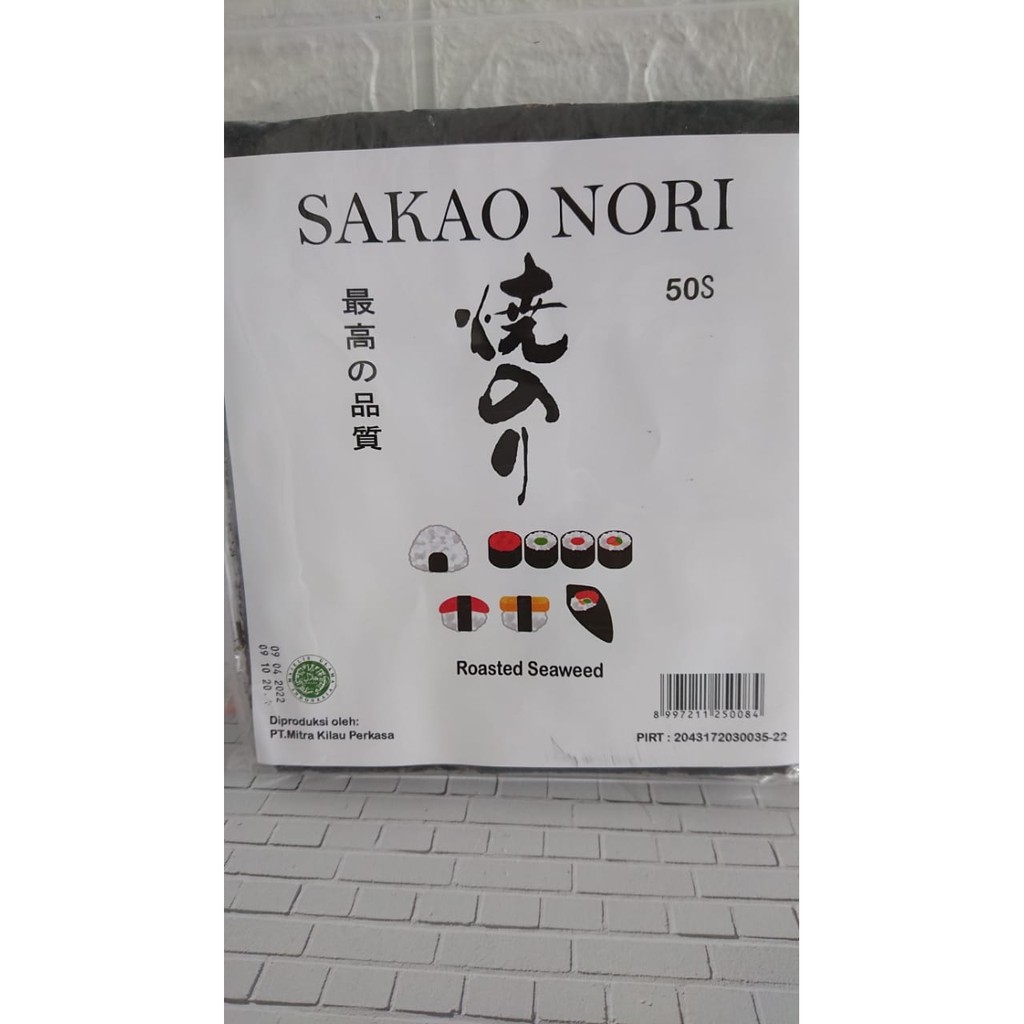 SAKAO NORI
50S
最高の品質
焼のり
Roasted Seaweed
09 04 2022
Diproduksi oleh:
PT.Mitra Kilau Perkasa
8 997211 250084
PIRT : 2043172030035-22